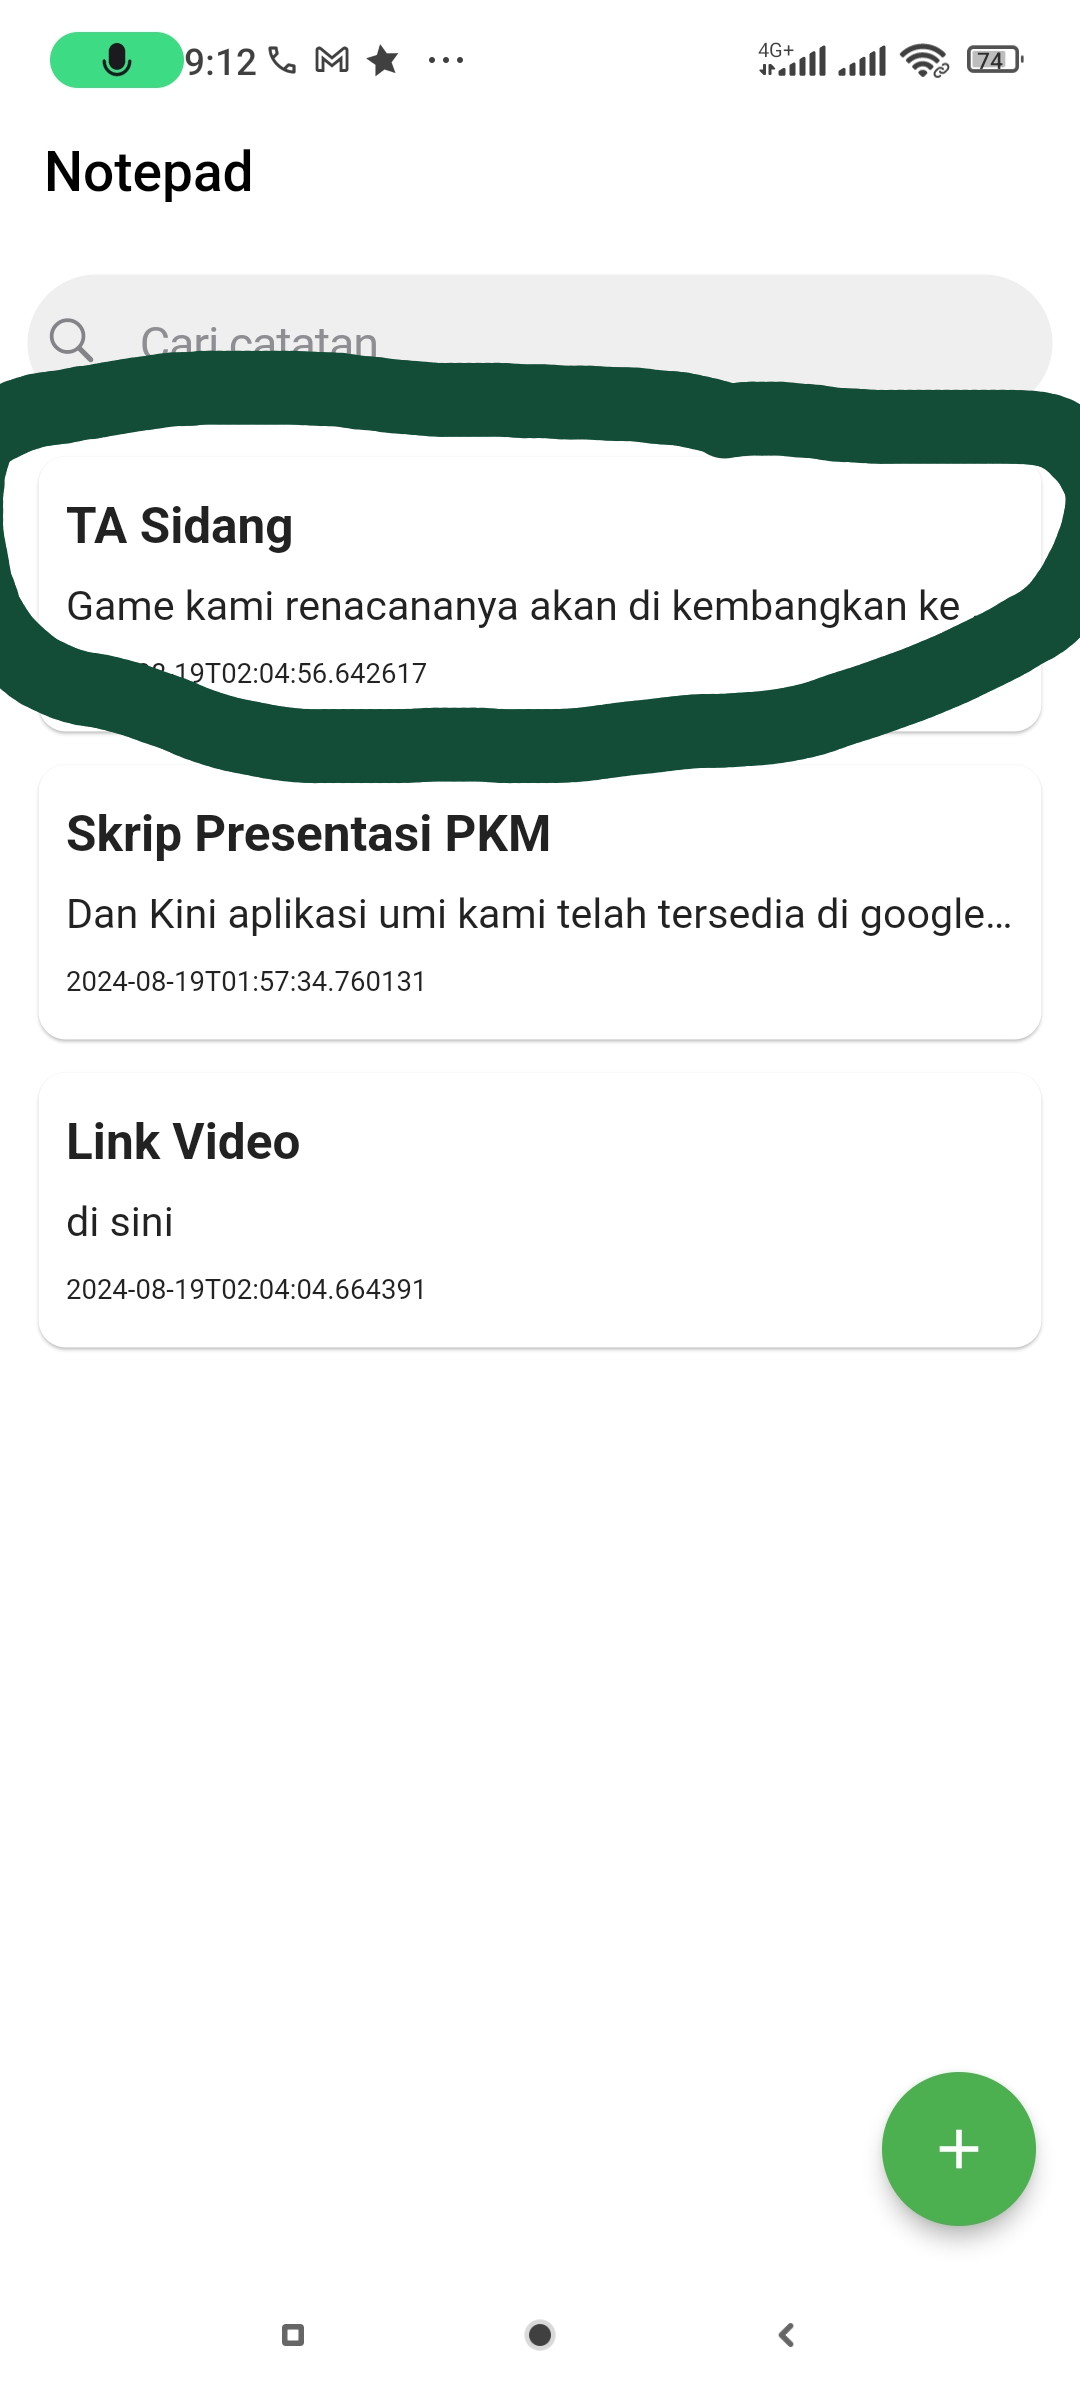 9:12
4G+
74
Notepad
Cari catatan
TA Sidang
Game kami renacananya akan di kembangkan ke
19T02:04:56.642617
Skrip Presentasi PKM
Dan Kini aplikasi umi kami telah tersedia di google...
2024-08-19T01:57:34.760131
Link Video
di sini
2024-08-19T02:04:04.664391